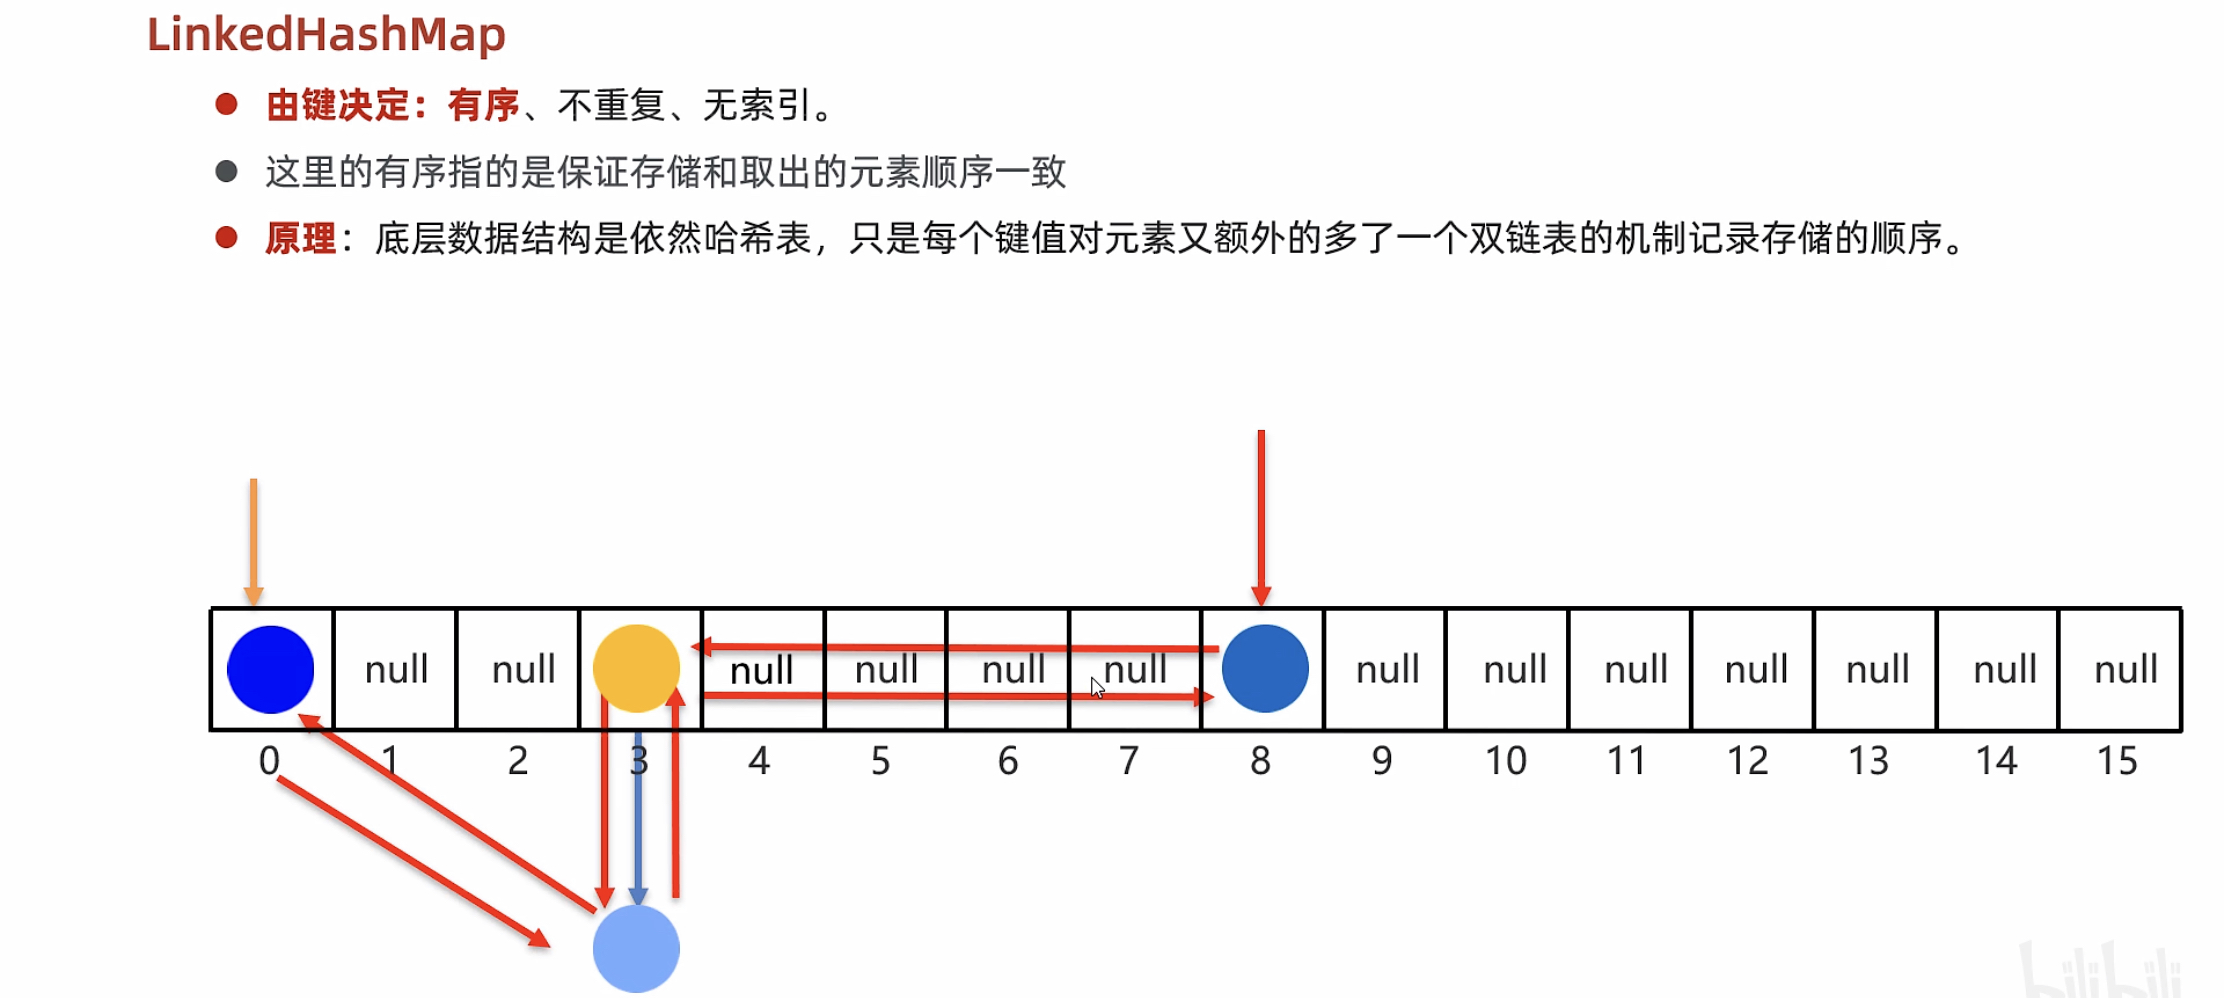 LinkedHashMap
由键决定：有序、不重复、无索引。
这里的有序指的是保证存储和取出的元素顺序一致
原理：底层数据结构是依然哈希表，只是每个键值对元素又额外的多了一个双链表的机制记录存储的顺序。
null null null null null null null null null null null null null
0 1 2 3 4 5 6 7 8 9 10 11 12 13 14 15
bilibili